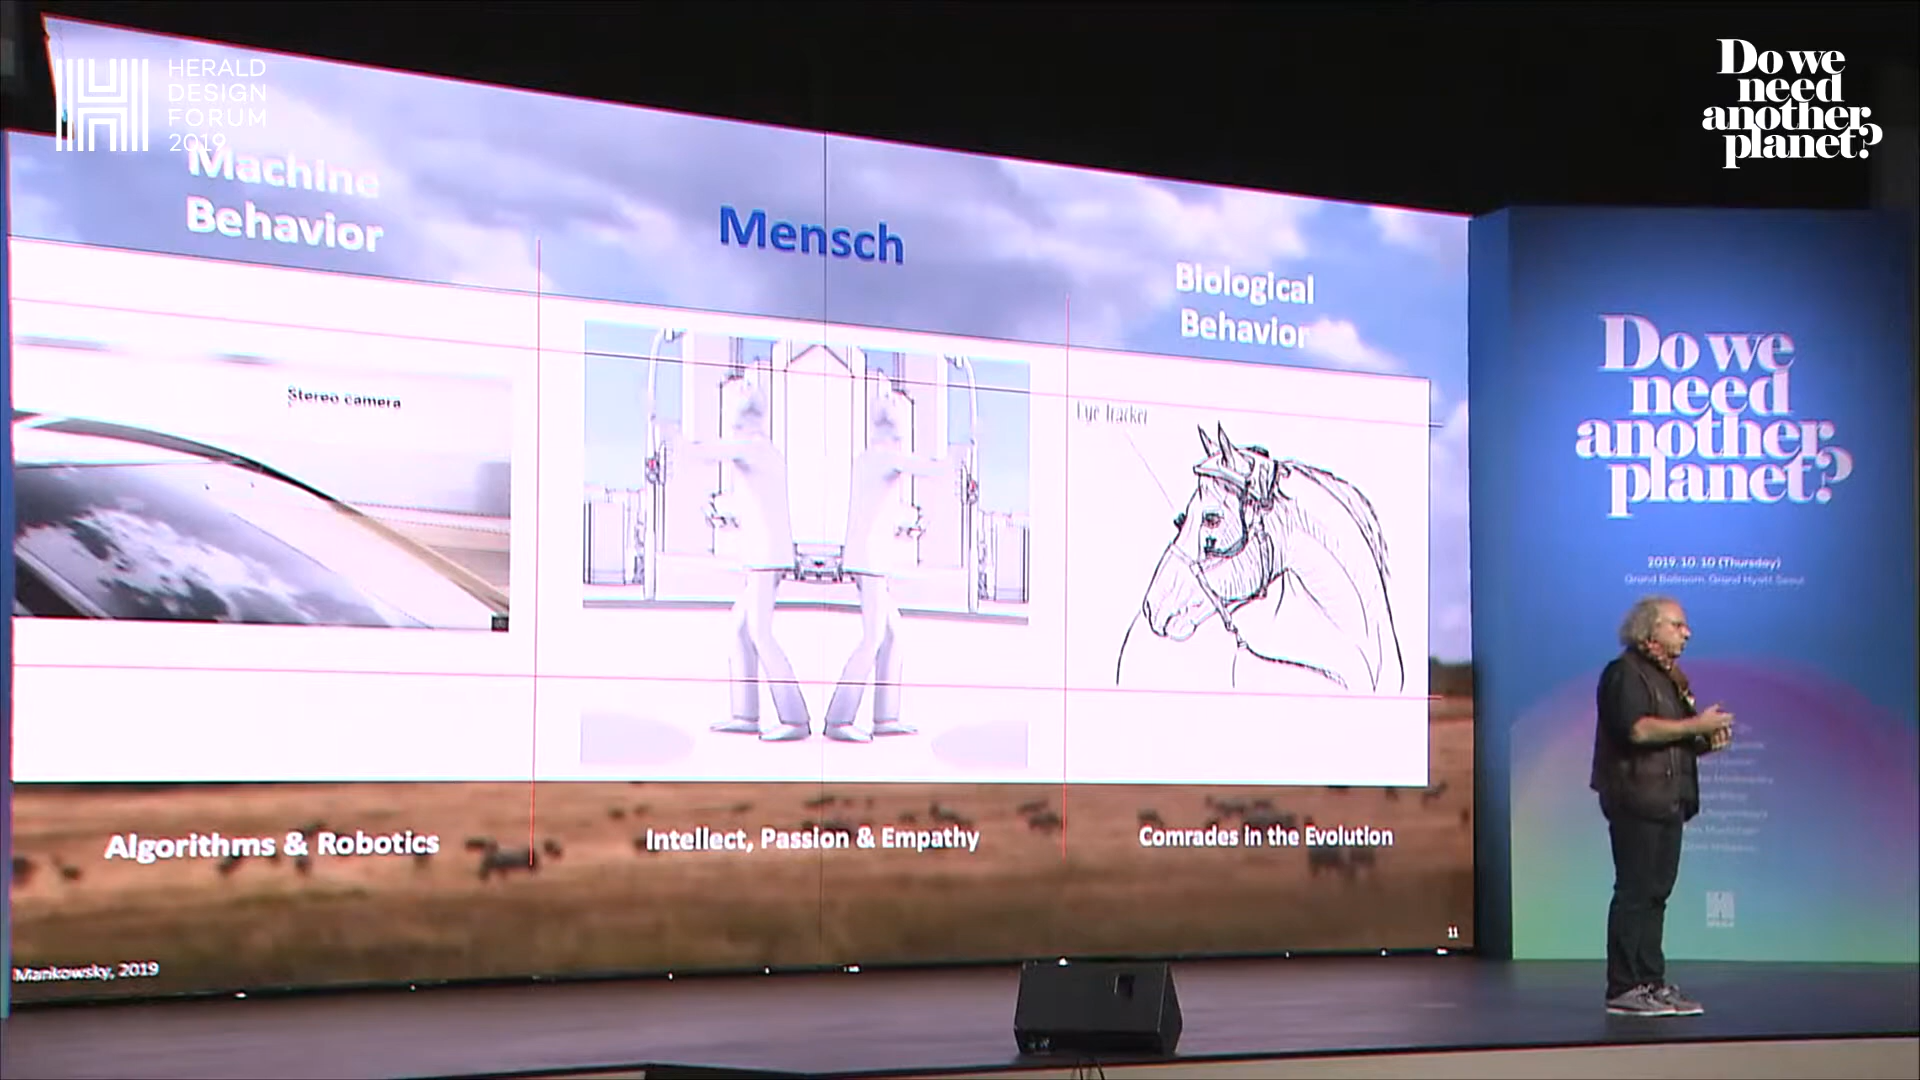 HERALD
DESIGN
FORUM
2019
Do we
need
another
planet?
Machine
Behavior
Mensch
Biological
Behavior
Stereo camera
Eye tracker
Algorithms & Robotics
Intellect, Passion & Empathy
Comrades in the Evolution
11
Mankowsky, 2019
Do we
need
another
planet?
2019. 10. 10 (Thursday)
Grand Ballroom, Grand Hyatt Seoul